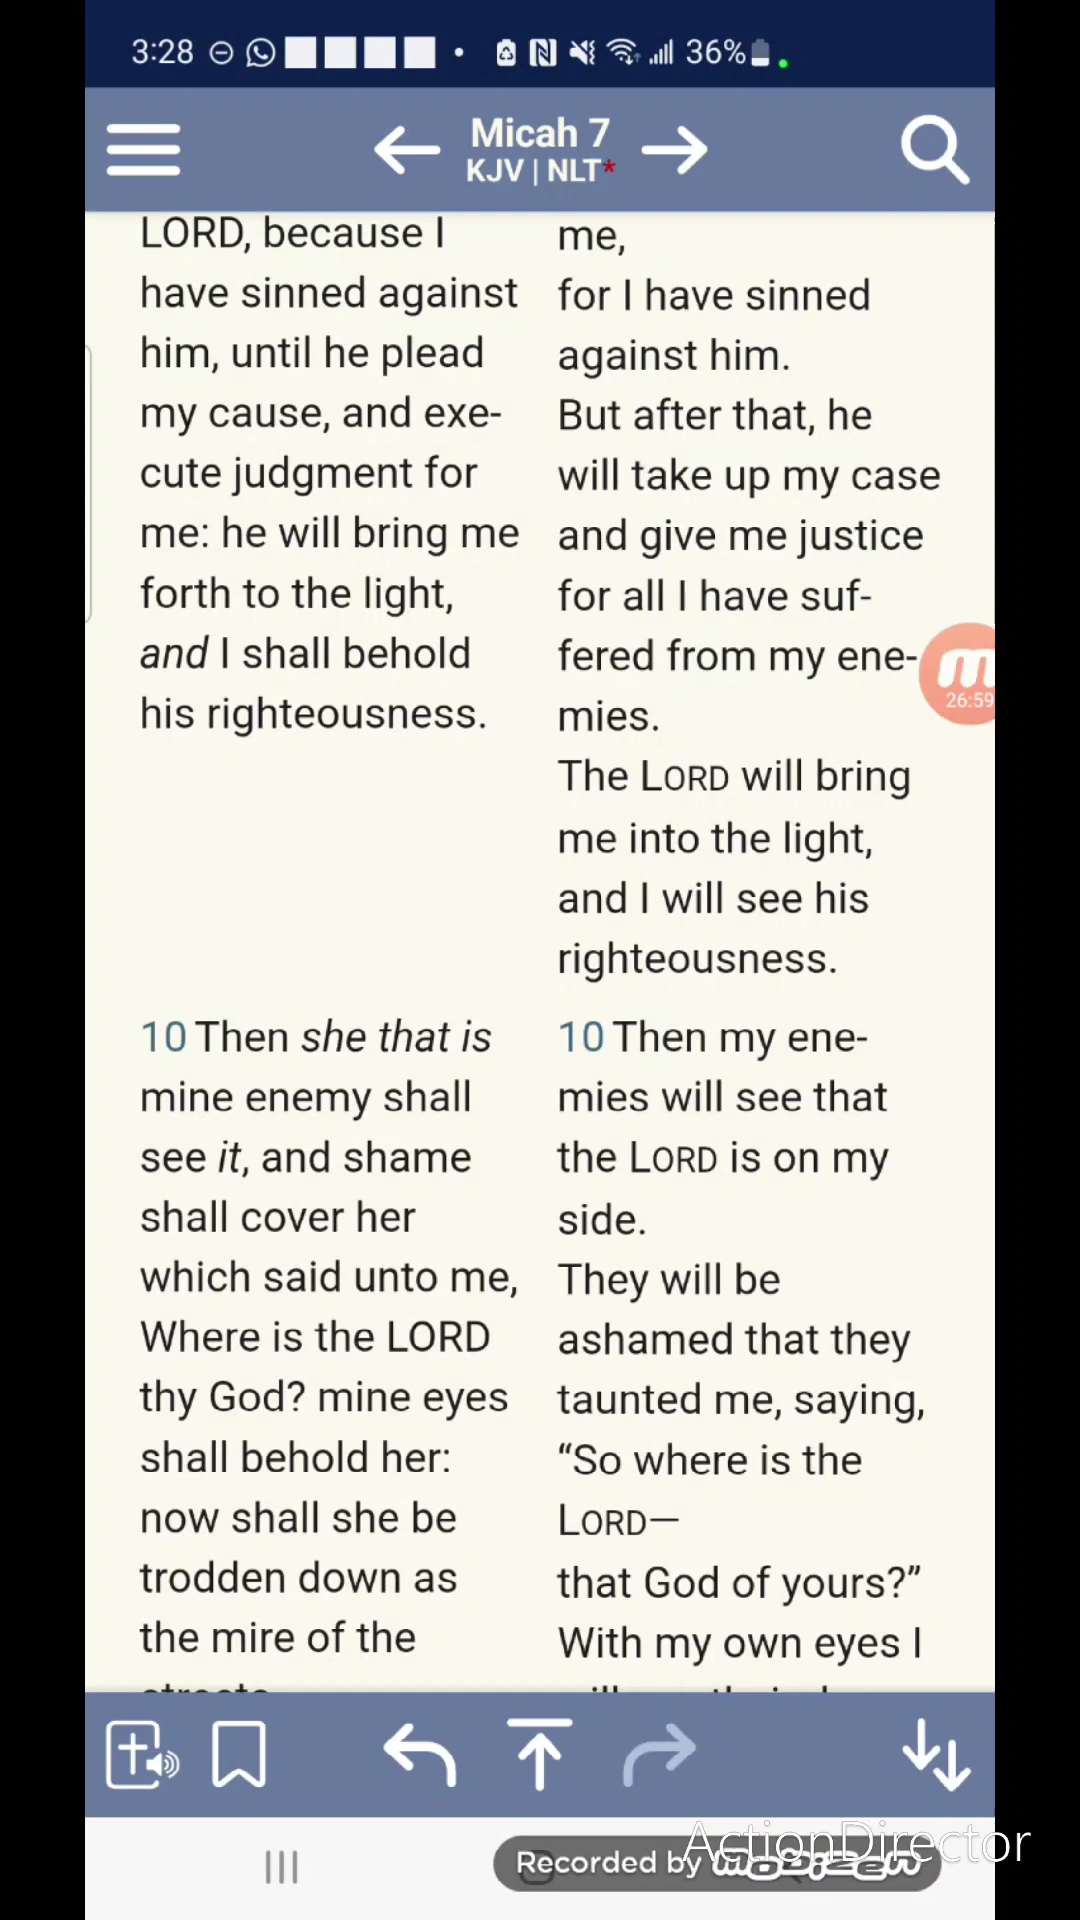 3:28
36%
Micah 7
KJV | NLT*
LORD, because I
have sinned against
him, until he plead
my cause, and exe-
cute judgment for
me: he will bring me
forth to the light,
and I shall behold
his righteousness.
me,
for I have sinned
against him.
But after that, he
will take up my case
and give me justice
for all I have suf-
fered from my ene-
mies.
The LORD will bring
me into the light,
and I will see his
righteousness.
26:59
10 Then she that is
mine enemy shall
see it, and shame
shall cover her
which said unto me,
Where is the LORD
thy God? mine eyes
shall behold her:
now shall she be
trodden down as
the mire of the
10 Then my ene-
mies will see that
the LORD is on my
side.
They will be
ashamed that they
taunted me, saying,
“So where is the
LORD—
that God of yours?”
With my own eyes I
ActionDirector
Recorded by MOBIZEN